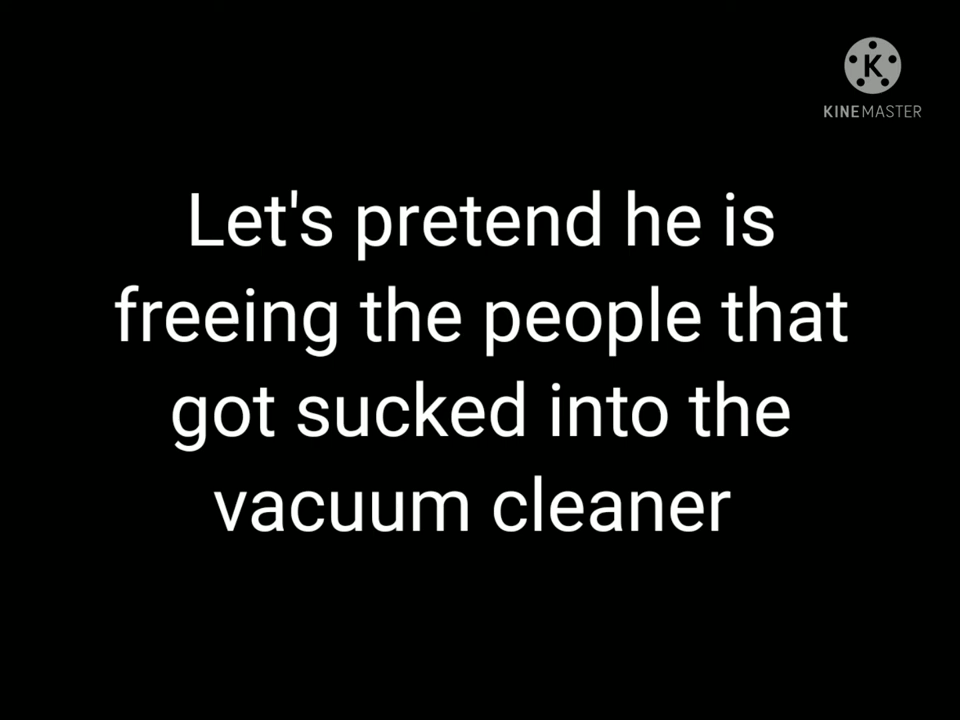 K
KINEMASTER
Let's pretend he is
freeing the people that
got sucked into the
vacuum cleaner